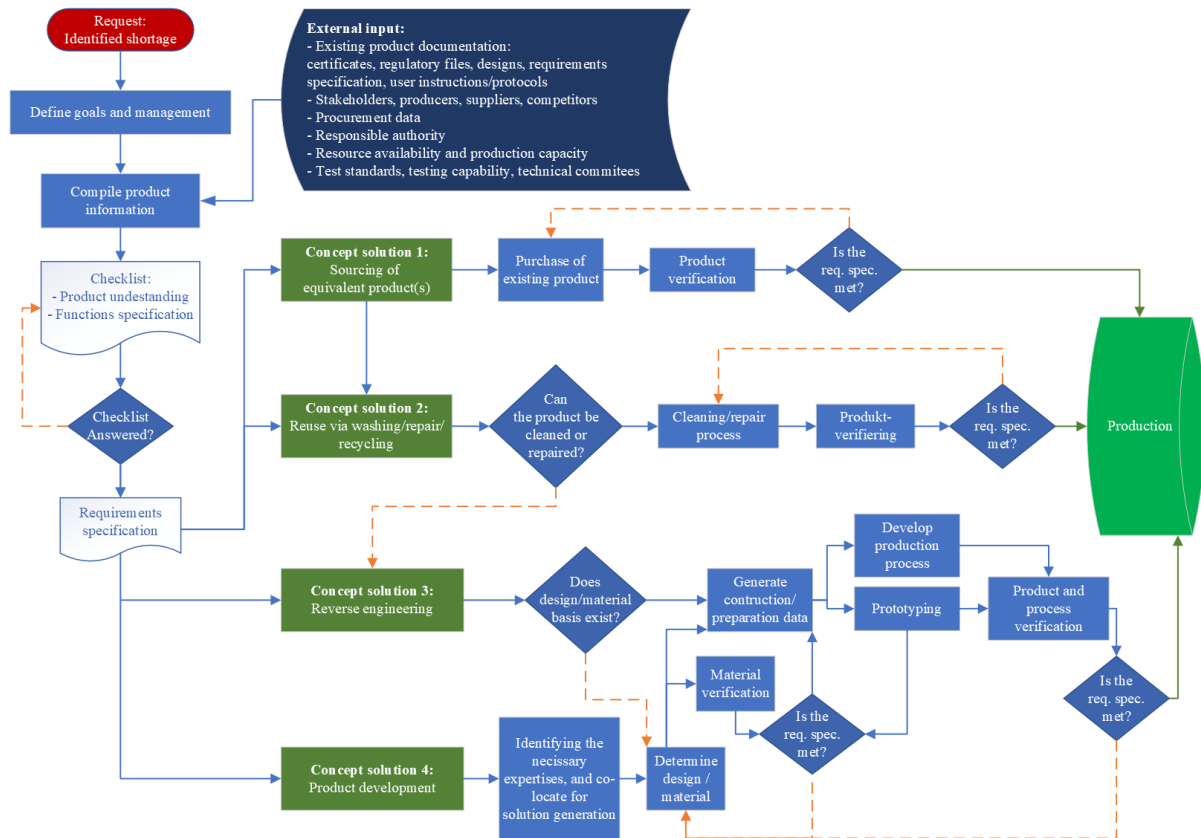 Request:
Identified shortage
External input:
- Existing product documentation:
certificates, regulatory files, designs, requirements
specification, user instructions/protocols
- Stakeholders, producers, suppliers, competitors
- Procurement data
- Responsible authority
- Resource availability and production capacity
- Test standards, testing capability, technical commitees
Define goals and management
Compile product
information
Checklist:
- Product undestanding
- Functions specification
Checklist
Answered?
Requirements
specification
Concept solution 1:
Sourcing of
equivalent product(s)
Purchase of
existing product
Product
verification
Is the
req. spec.
met?
Concept solution 2:
Reuse via washing/repair/
recycling
Can
the product be
cleaned or
repaired?
Cleaning/repair
process
Produkt-
verifiering
Is the
req. spec.
met?
Production
Concept solution 3:
Reverse engineering
Does
design/material
basis exist?
Generate
contruction/
preparation data
Develop
production
process
Prototyping
Product and
process
verification
Material
verification
Is the
req. spec.
met?
Is the
req. spec.
met?
Concept solution 4:
Product development
Identifying the
necissary
expertises, and co-
locate for
solution generation
Determine
design /
material